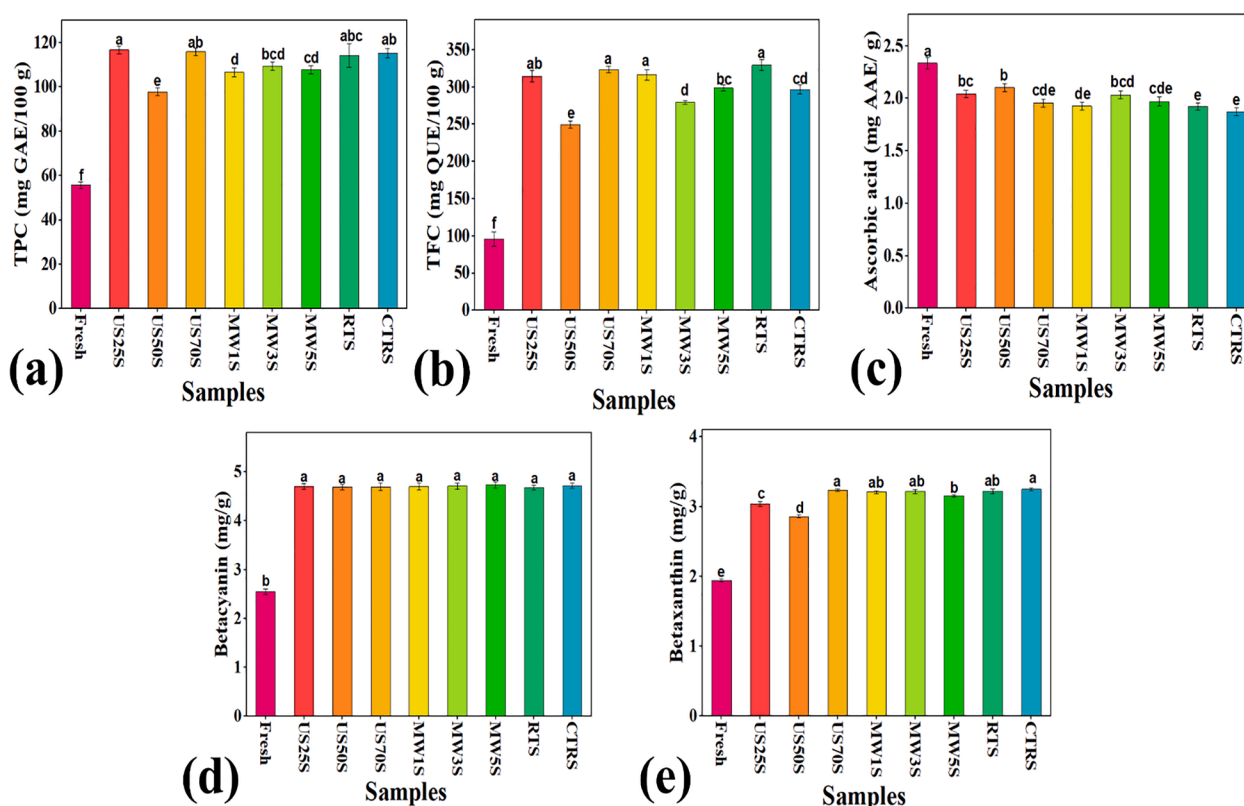 TPC (mg GAE/100 g)
120
100
80
60
40
20
0
f
a
e
ab
d
bcd
cd
abc
ab
Fresh
US25S
US50S
US70S
MW1S
MW3S
MW5S
RTS
CTRS
Samples
(a)
TFC (mg QUE/100 g)
350
300
250
200
150
100
50
0
f
ab
e
a
a
d
bc
a
cd
Fresh
US25S
US50S
US70S
MW1S
MW3S
MW5S
RTS
CTRS
Samples
(b)
Ascorbic acid (mg AAE/ g)
2.5
2.0
1.5
1.0
0.5
0.0
a
bc
b
cde
de
bcd
cde
e
e
Fresh
US25S
US50S
US70S
MW1S
MW3S
MW5S
RTS
CTRS
Samples
(c)
Betacyanin (mg/g)
5
4
3
2
1
0
b
a
a
a
a
a
a
a
a
Fresh
US25S
US50S
US70S
MW1S
MW3S
MW5S
RTS
CTRS
Samples
(d)
Betaxanthin (mg/g)
4
3
2
1
0
e
c
d
a
ab
ab
b
ab
a
Fresh
US25S
US50S
US70S
MW1S
MW3S
MW5S
RTS
CTRS
Samples
(e)